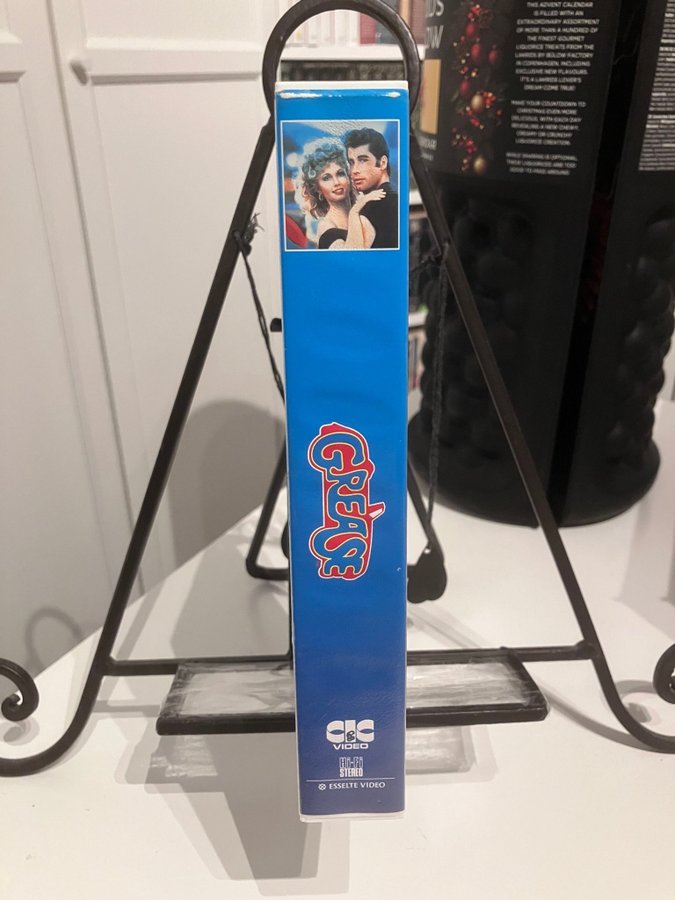 THIS ADVENT CALENDAR
IS FILLED WITH AN
EXTRAORDINARY ASSORTMENT
OF MORE THAN A HUNDRED OF
THE FINEST GOURMET
LIQUORICE TREATS FROM THE
LAKRIDS BY BÜLOW FACTORY
IN COPENHAGEN, INCLUDING
EXCLUSIVE NEW FLAVOURS.
IT'S A LAKRIDS LOVER'S
DREAM COME TRUE!
MAKE YOUR COUNTDOWN TO
CHRISTMAS EVEN MORE
DELICIOUS, WITH EACH DAY
REVEALING A NEW CHEWY,
CREAMY OR CRUNCHY
LIQUORICE CREATION.
WHILE SHARING IS OPTIONAL,
THESE LIQUORICES ARE TOO
GOOD TO PASS AROUND!
GREASE
CIC
VIDEO
Hi-Fi
STEREO
ESSELTE VIDEO